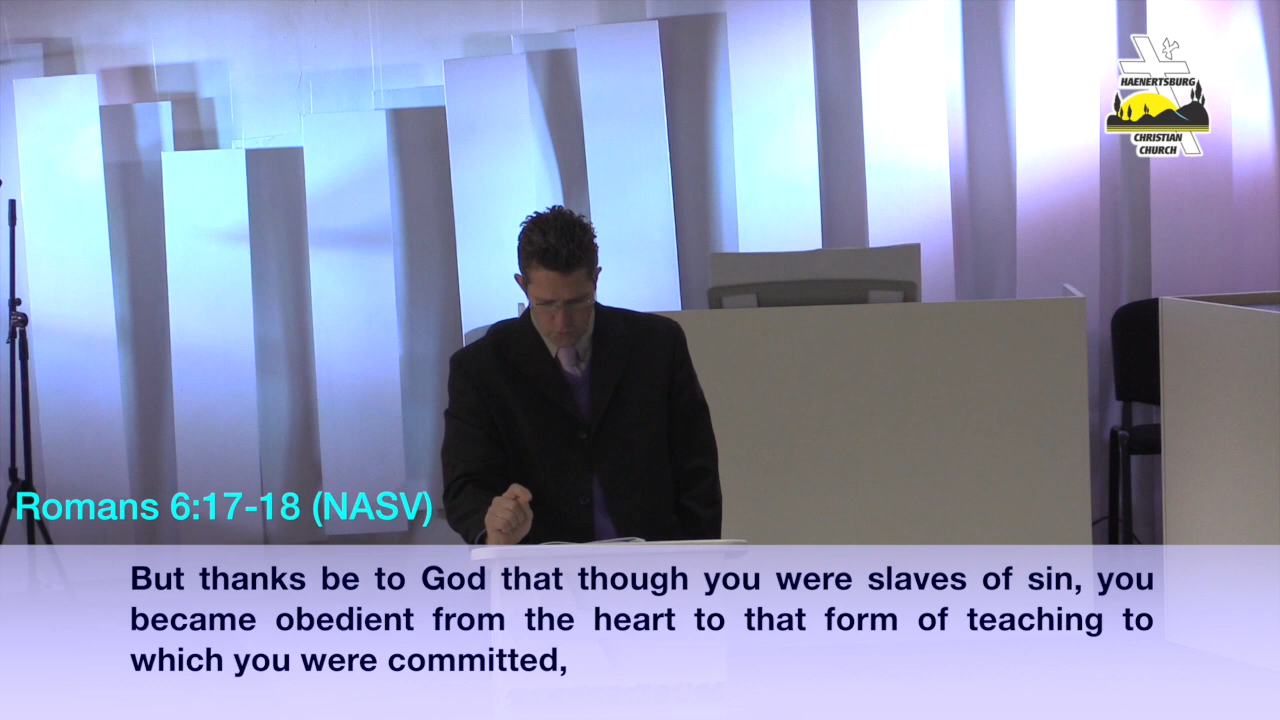 HAENERTSBURG
CHRISTIAN
CHURCH
Romans 6:17-18 (NASV)
But thanks be to God that though you were slaves of sin, you
became obedient from the heart to that form of teaching to
which you were committed,